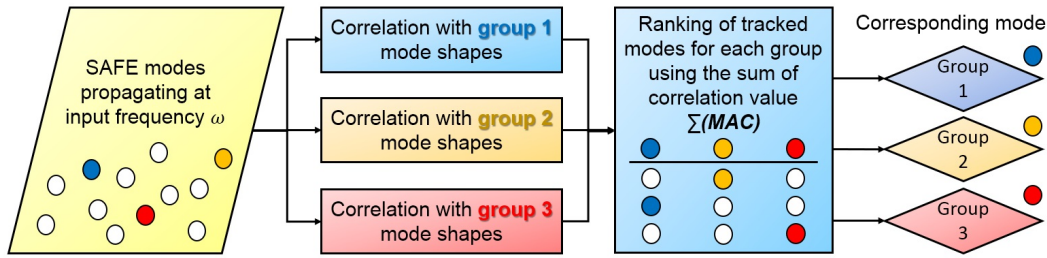 SAFE modes
propagating at
input frequency ω
Correlation with group 1
mode shapes
Correlation with group 2
mode shapes
Correlation with group 3
mode shapes
Ranking of tracked
modes for each group
using the sum of
correlation value
∑(MAC)
Corresponding mode
Group
1
Group
2
Group
3